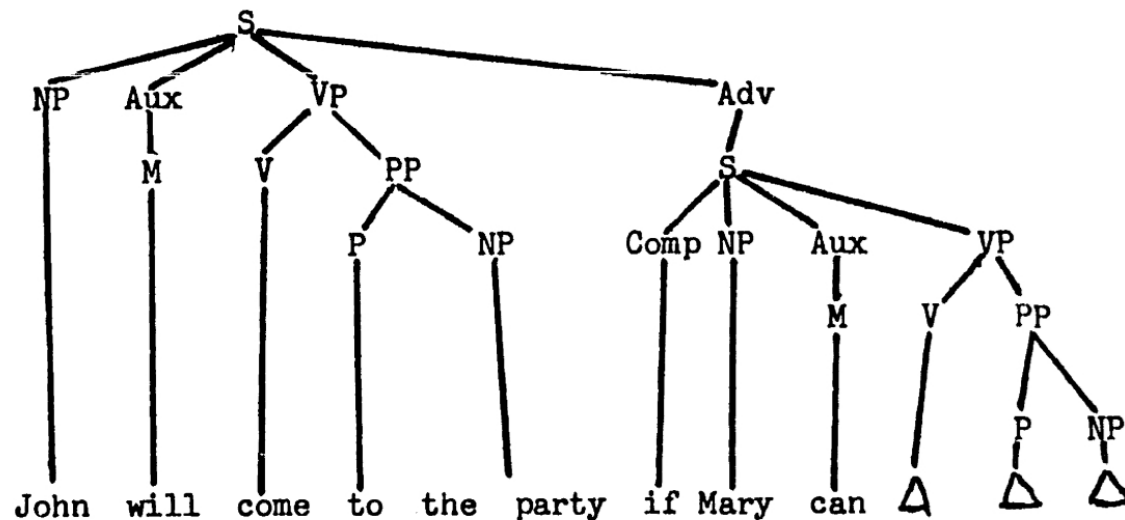 S
NP Aux VP Adv
M V PP S
P NP Comp NP Aux VP
M V PP
P NP
John will come to the party if Mary can